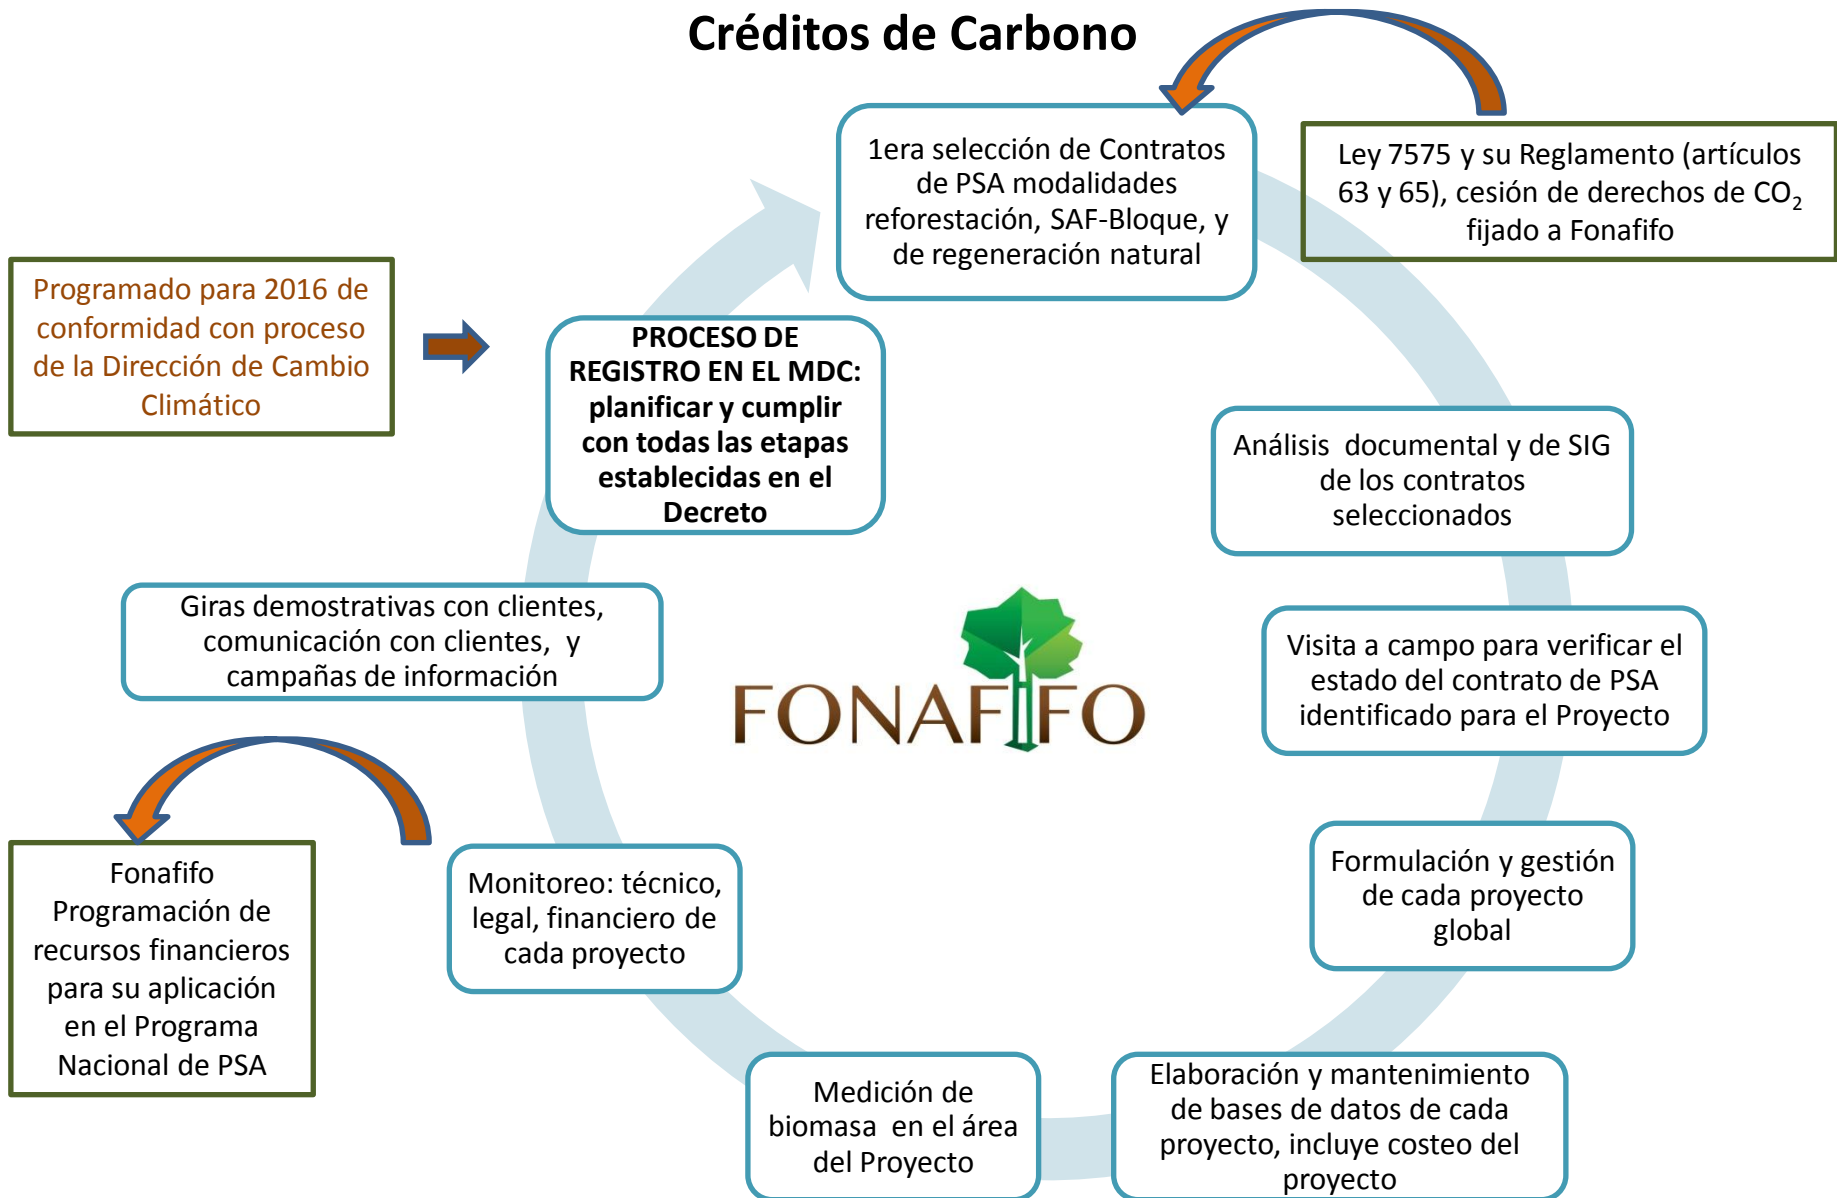 Créditos de Carbono
1era selección de Contratos
de PSA modalidades
reforestación, SAF-Bloque, y
de regeneración natural
Ley 7575 y su Reglamento (artículos
63 y 65), cesión de derechos de CO₂
fijado a Fonafifo
Análisis documental y de SIG
de los contratos
seleccionados
Visita a campo para verificar el
estado del contrato de PSA
identificado para el Proyecto
Formulación y gestión
de cada proyecto
global
Elaboración y mantenimiento
de bases de datos de cada
proyecto, incluye costeo del
proyecto
Medición de
biomasa en el área
del Proyecto
Monitoreo: técnico,
legal, financiero de
cada proyecto
Fonafifo
Programación de
recursos financieros
para su aplicación
en el Programa
Nacional de PSA
Giras demostrativas con clientes,
comunicación con clientes, y
campañas de información
PROCESO DE
REGISTRO EN EL MDC:
planificar y cumplir
con todas las etapas
establecidas en el
Decreto
Programado para 2016 de
conformidad con proceso
de la Dirección de Cambio
Climático
FONAFIFO